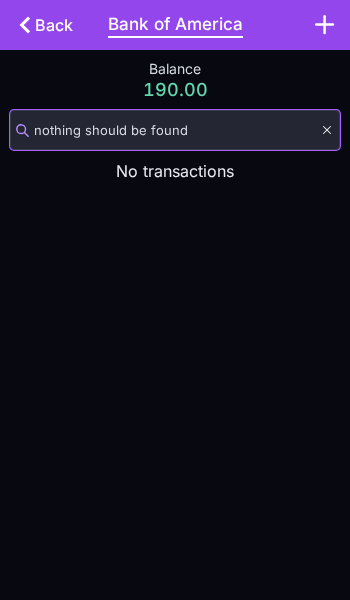 Back
Bank of America
Balance
190.00
nothing should be found
No transactions